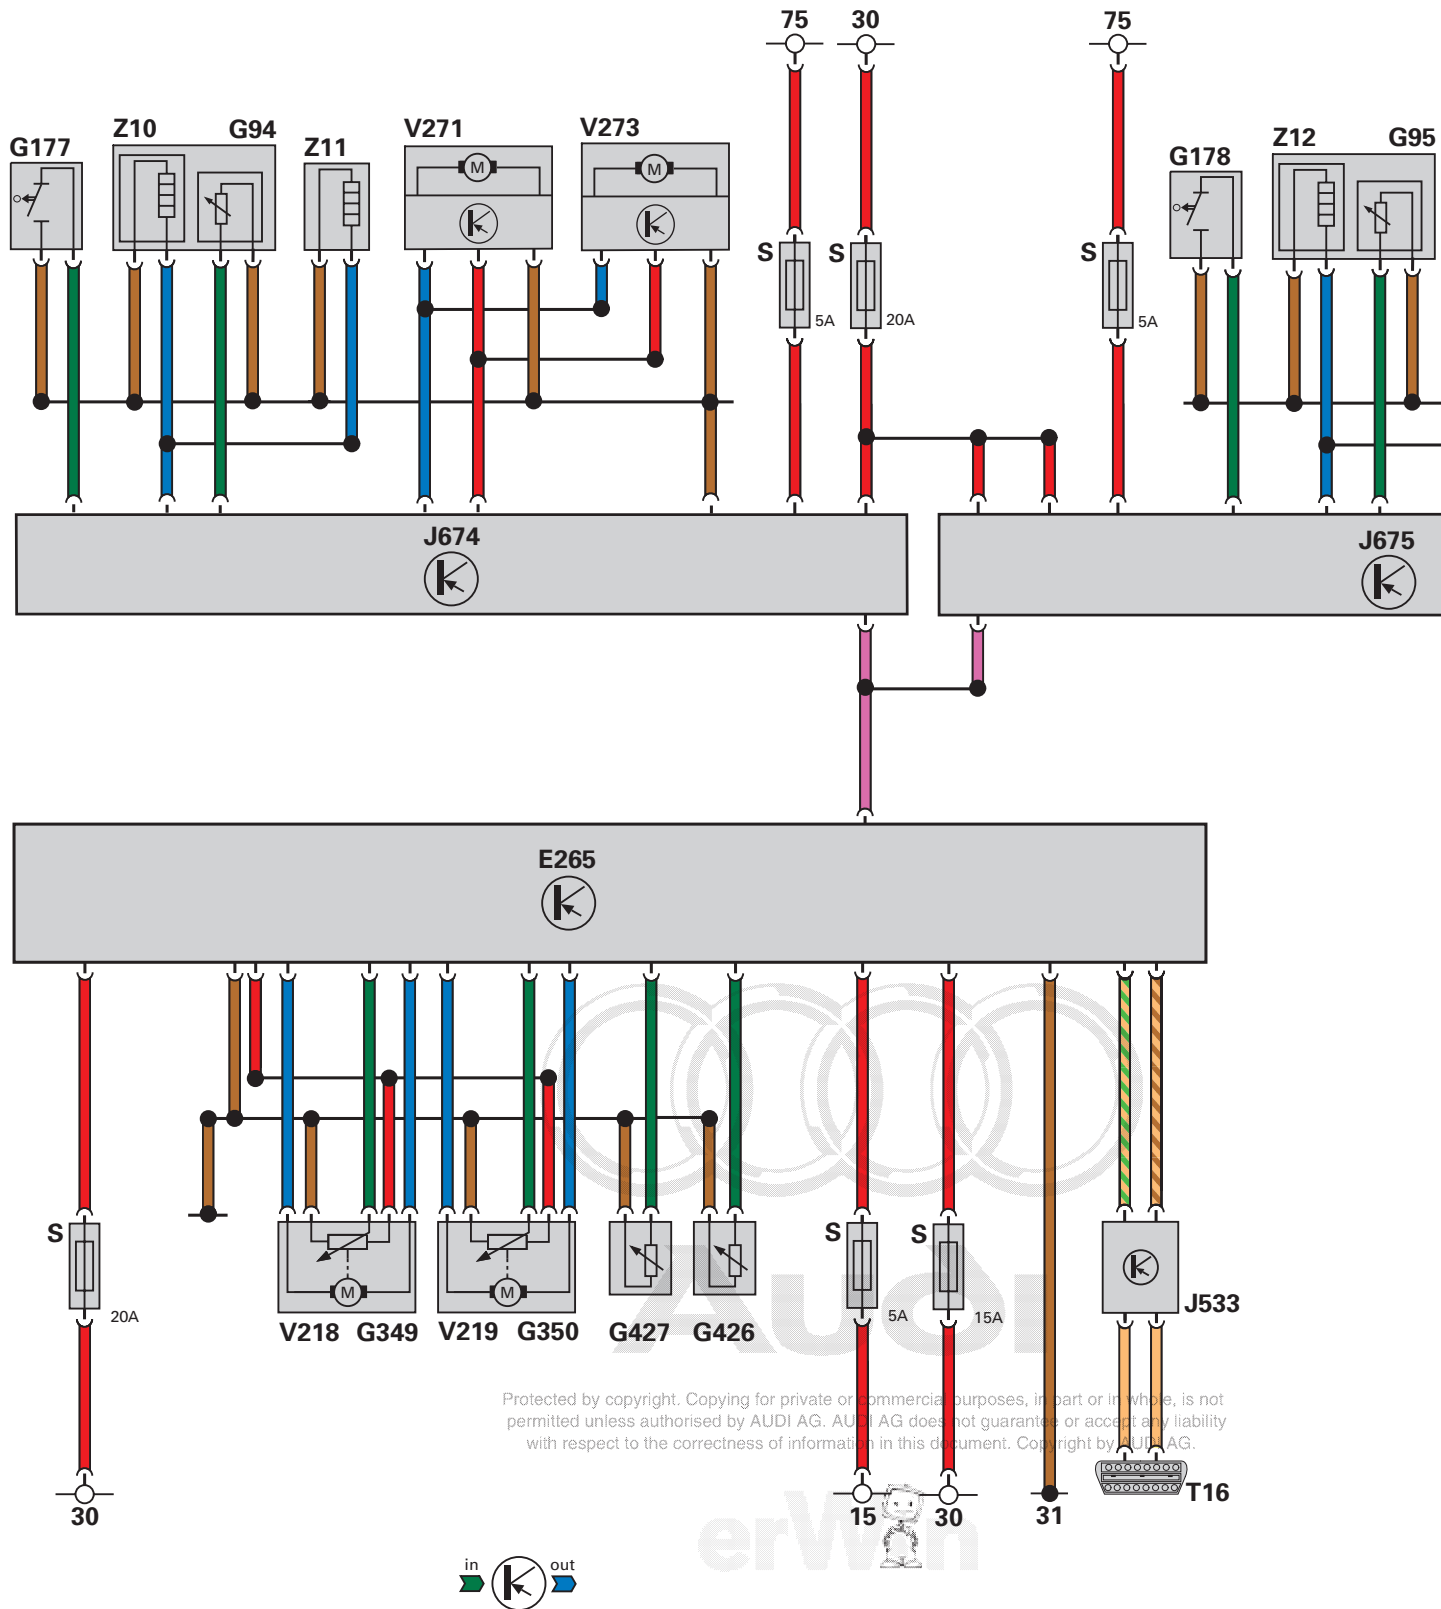 75 30 75
G177 Z10 G94 Z11 V271 V273 G178 Z12 G95
M M
S S S
5A 20A 5A
J674 J675
E265
S S S
20A 5A 15A
M M
V218 G349 V219 G350 G427 G426 J533
Audi
Protected by copyright. Copying for private or commercial purposes, in part or in whole, is not
permitted unless authorised by AUDI AG. AUDI AG does not guarantee or accept any liability
with respect to the correctness of information in this document. Copyright by AUDI AG.
T16
30 15 30 31
erWin
in out